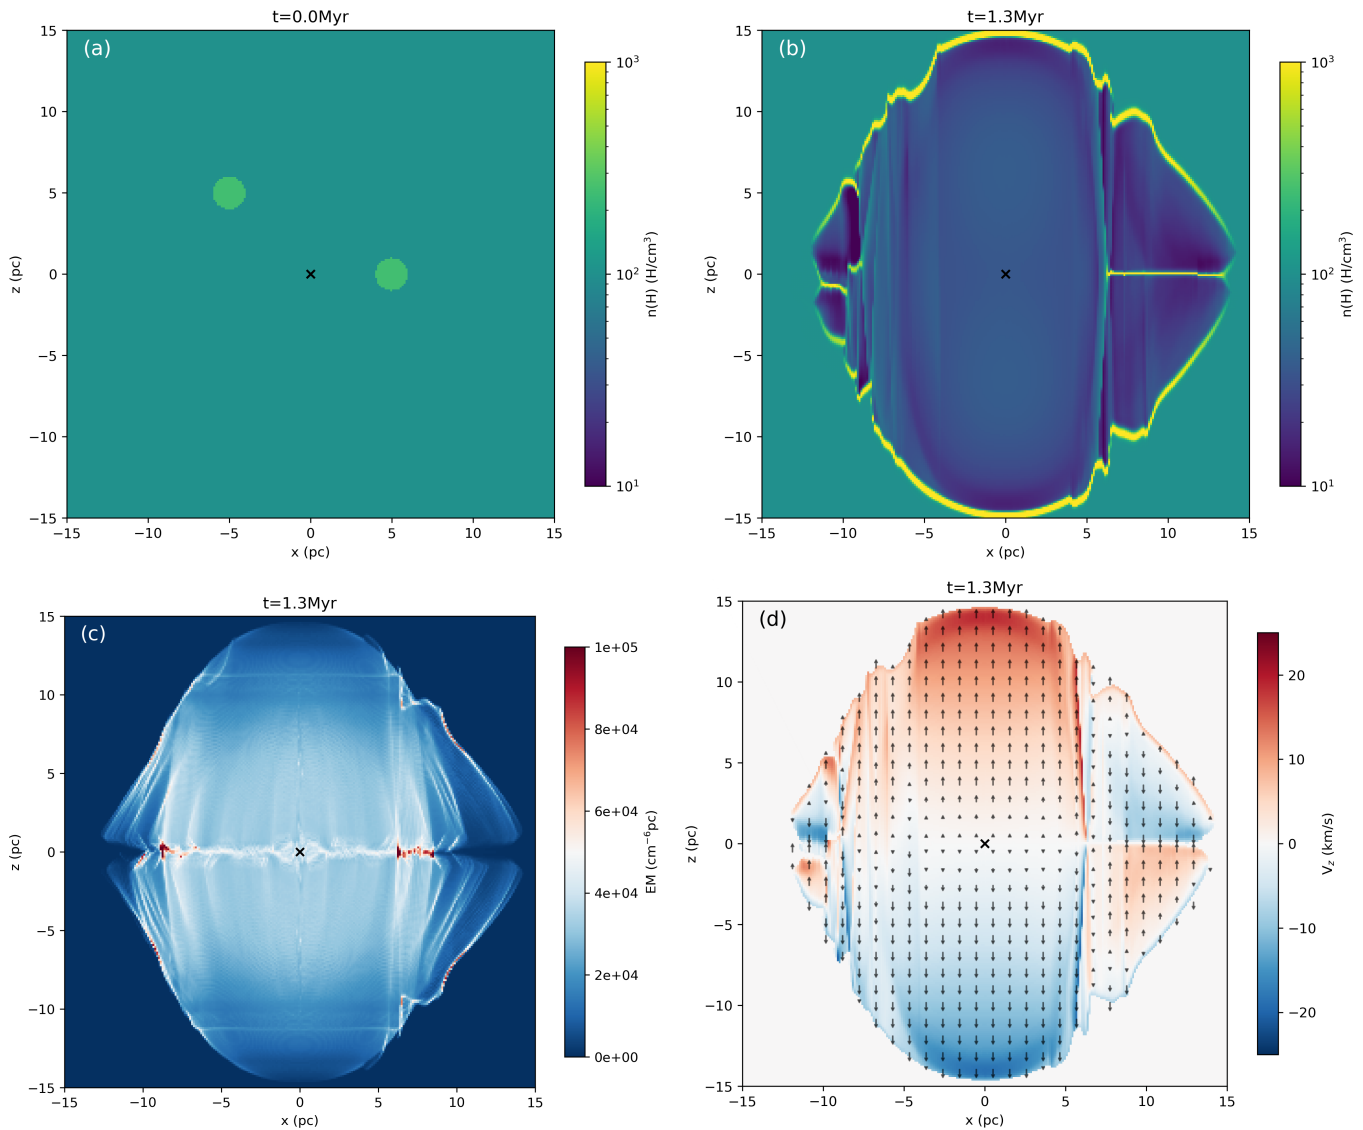 t=0.0Myr
(a)
15
10
5
0
−5
−10
−15
−15 −10 −5 0 5 10 15
x (pc)
z (pc)
10³
10²
10¹
n(H) (H/cm³)
t=1.3Myr
(b)
15
10
5
0
−5
−10
−15
−15 −10 −5 0 5 10 15
x (pc)
z (pc)
10³
10²
10¹
n(H) (H/cm³)
t=1.3Myr
(c)
15
10
5
0
−5
−10
−15
−15 −10 −5 0 5 10 15
x (pc)
z (pc)
1e+05
8e+04
6e+04
4e+04
2e+04
0e+00
EM (cm⁻⁶pc)
t=1.3Myr
(d)
15
10
5
0
−5
−10
−15
−15 −10 −5 0 5 10 15
x (pc)
z (pc)
20
10
0
−10
−20
V_z (km/s)